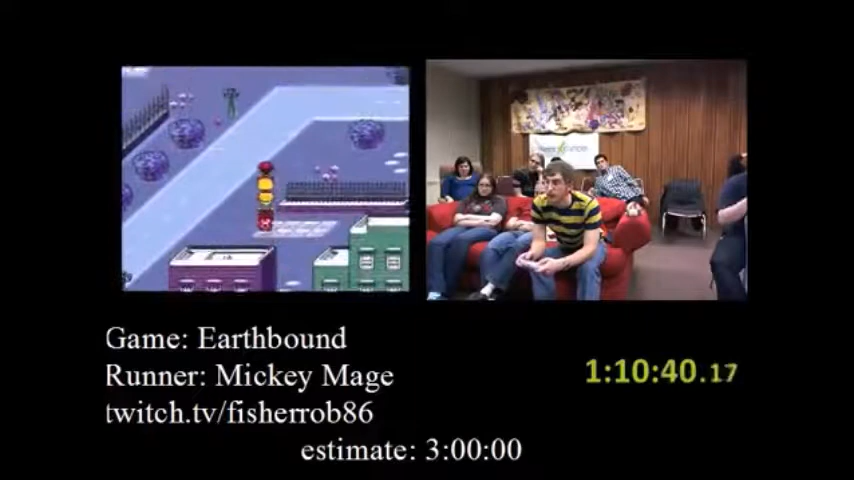 Game: Earthbound
Runner: Mickey Mage
1:10:40.17
twitch.tv/fisherrob86
estimate: 3:00:00